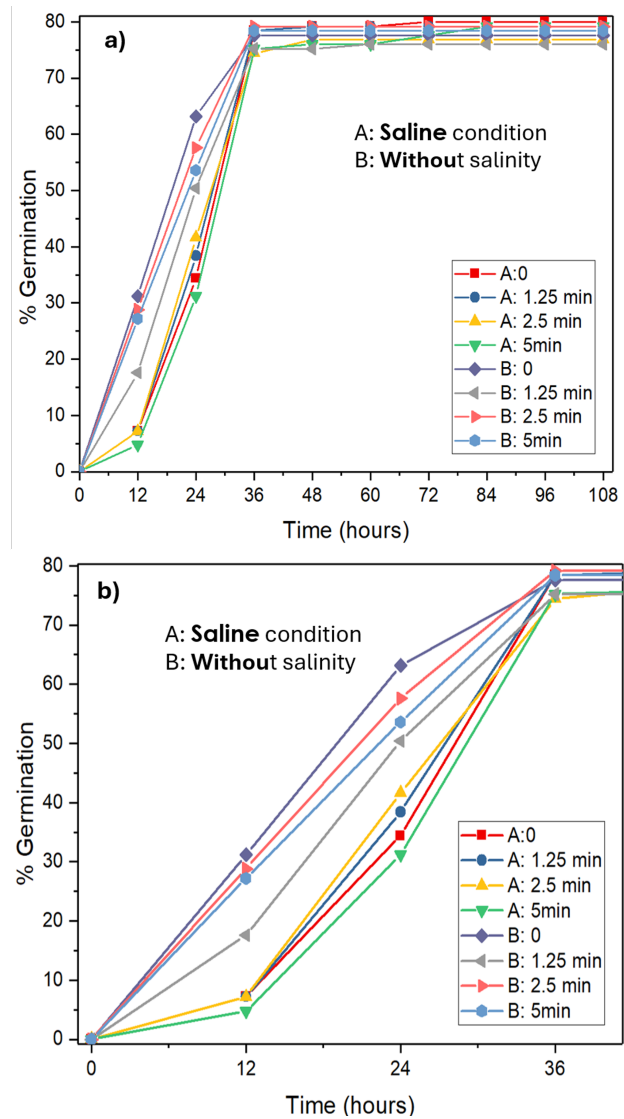 a)
A: Saline condition
B: Without salinity
% Germination
80
70
60
50
40
30
20
10
0
A:0
A: 1.25 min
A: 2.5 min
A: 5min
B: 0
B: 1.25 min
B: 2.5 min
B: 5min
0 12 24 36 48 60 72 84 96 108
Time (hours)
b)
A: Saline condition
B: Without salinity
% Germination
80
70
60
50
40
30
20
10
0
A:0
A: 1.25 min
A: 2.5 min
A: 5min
B: 0
B: 1.25 min
B: 2.5 min
B: 5min
0 12 24 36
Time (hours)